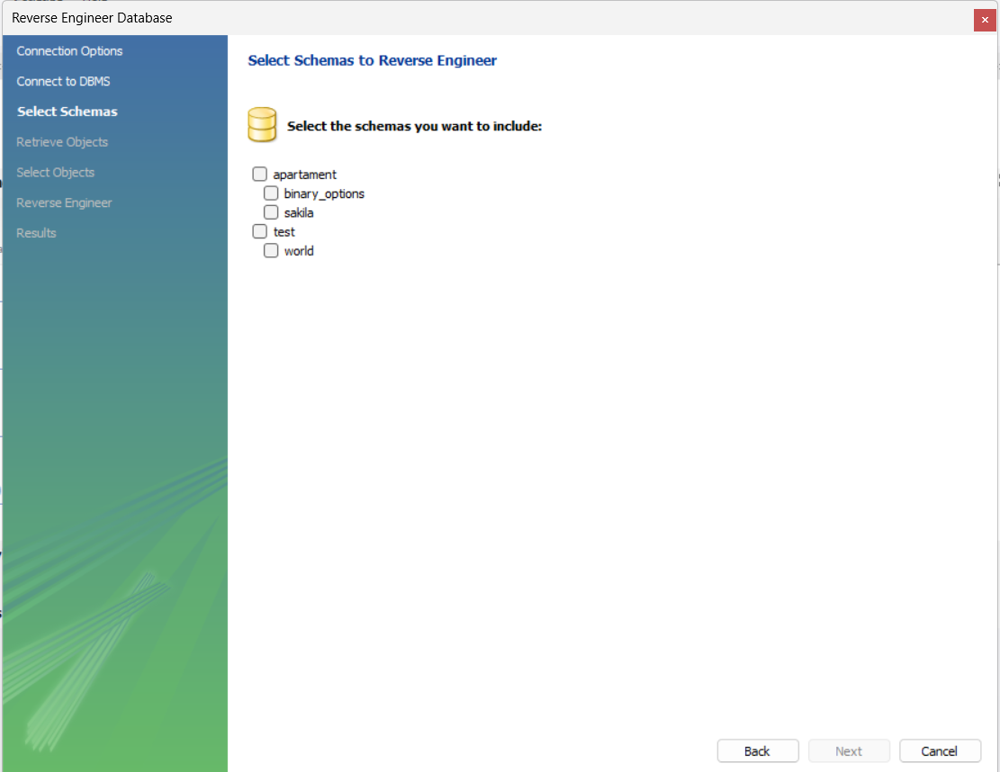 Reverse Engineer Database
Connection Options
Connect to DBMS
Select Schemas
Retrieve Objects
Select Objects
Reverse Engineer
Results
Select Schemas to Reverse Engineer
Select the schemas you want to include:
apartament
binary_options
sakila
test
world
Back
Next
Cancel